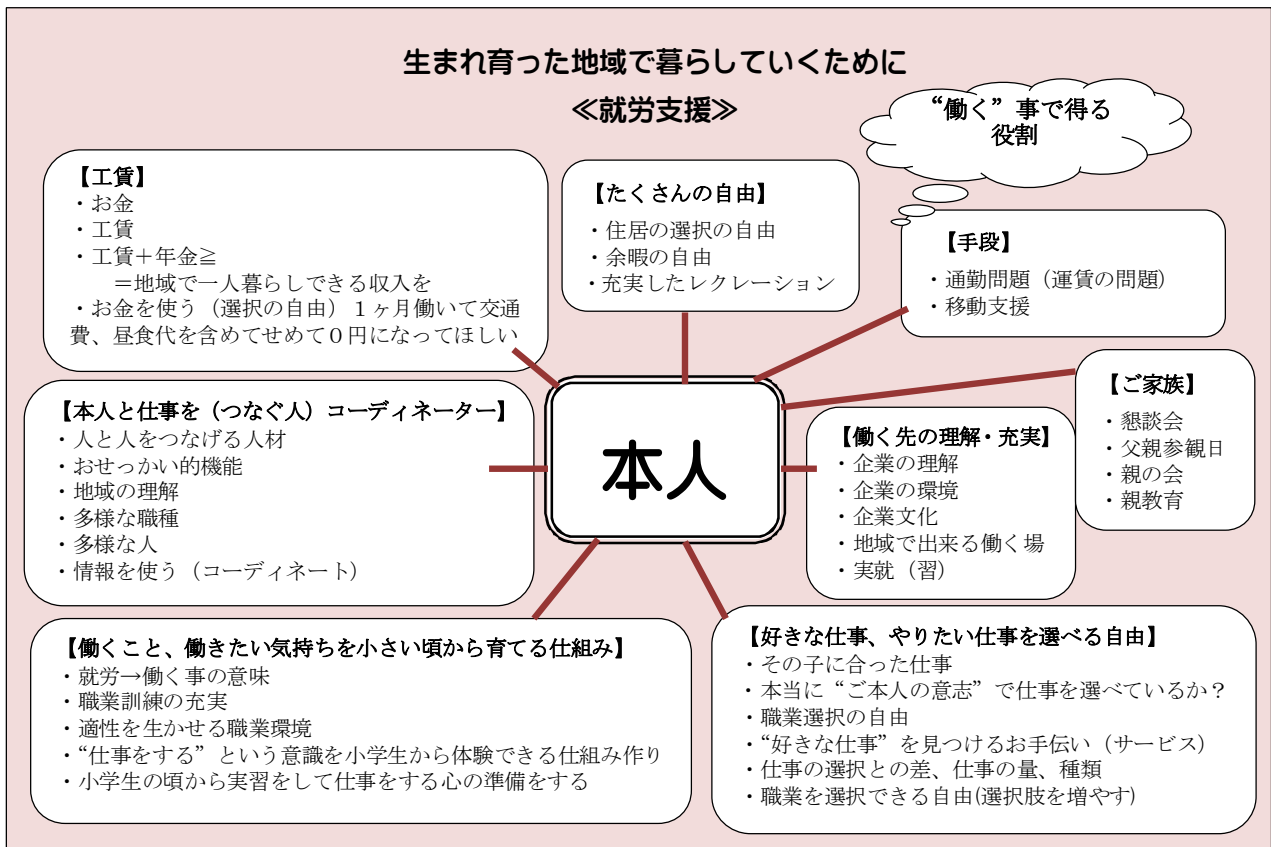 生まれ育った地域で暮らしていくために
≪就労支援≫
“働く”事で得る
役割
【工賃】
・お金
・工賃
・工賃＋年金≧
＝地域で一人暮らしできる収入を
・お金を使う（選択の自由）１ヶ月働いて交通
費、昼食代を含めてせめて０円になってほしい
【たくさんの自由】
・住居の選択の自由
・余暇の自由
・充実したレクレーション
【手段】
・通勤問題（運賃の問題）
・移動支援
【本人と仕事を（つなぐ人）コーディネーター】
・人と人をつなげる人材
・おせっかい的機能
・地域の理解
・多様な職種
・多様な人
・情報を使う（コーディネート）
本人
【働く先の理解・充実】
・企業の理解
・企業の環境
・企業文化
・地域で出来る働く場
・実就（習）
【ご家族】
・懇談会
・父親参観日
・親の会
・親教育
【働くこと、働きたい気持ちを小さい頃から育てる仕組み】
・就労→働く事の意味
・職業訓練の充実
・適性を生かせる職業環境
・“仕事をする”という意識を小学生から体験できる仕組み作り
・小学生の頃から実習をして仕事をする心の準備をする
【好きな仕事、やりたい仕事を選べる自由】
・その子に合った仕事
・本当に“ご本人の意志”で仕事を選べているか？
・職業選択の自由
・“好きな仕事”を見つけるお手伝い（サービス）
・仕事の選択との差、仕事の量、種類
・職業を選択できる自由(選択肢を増やす)